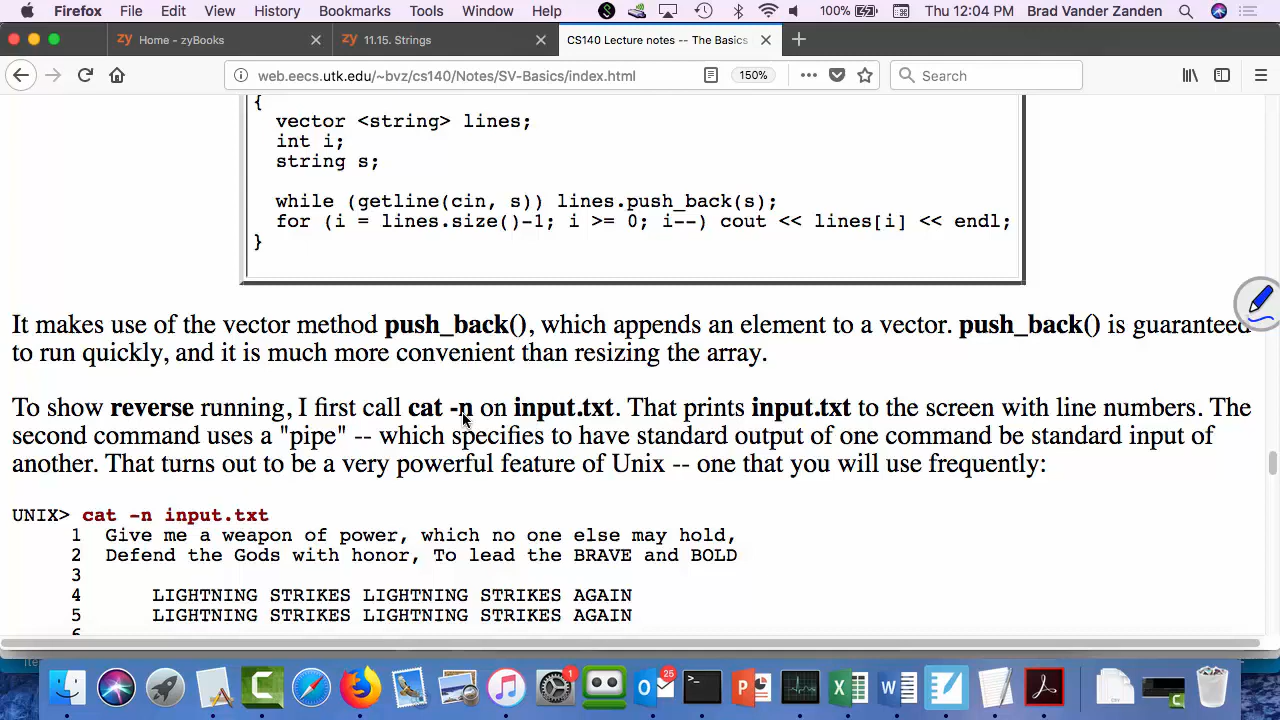 Firefox File Edit View History Bookmarks Tools Window Help 100% Thu 12:04 PM Brad Vander Zanden
zy Home - zyBooks × zy 11.15. Strings × CS140 Lecture notes -- The Basics × +
web.eecs.utk.edu/~bvz/cs140/Notes/SV-Basics/index.html 150% Search
{
vector <string> lines;
int i;
string s;
while (getline(cin, s)) lines.push_back(s);
for (i = lines.size()-1; i >= 0; i--) cout << lines[i] << endl;
}
It makes use of the vector method push_back(), which appends an element to a vector. push_back() is guaranteed
to run quickly, and it is much more convenient than resizing the array.
To show reverse running, I first call cat -n on input.txt. That prints input.txt to the screen with line numbers. The
second command uses a "pipe" -- which specifies to have standard output of one command be standard input of
another. That turns out to be a very powerful feature of Unix -- one that you will use frequently:
UNIX> cat -n input.txt
1 Give me a weapon of power, which no one else may hold,
2 Defend the Gods with honor, To lead the BRAVE and BOLD
3
4 LIGHTNING STRIKES LIGHTNING STRIKES AGAIN
5 LIGHTNING STRIKES LIGHTNING STRIKES AGAIN
6
1 25